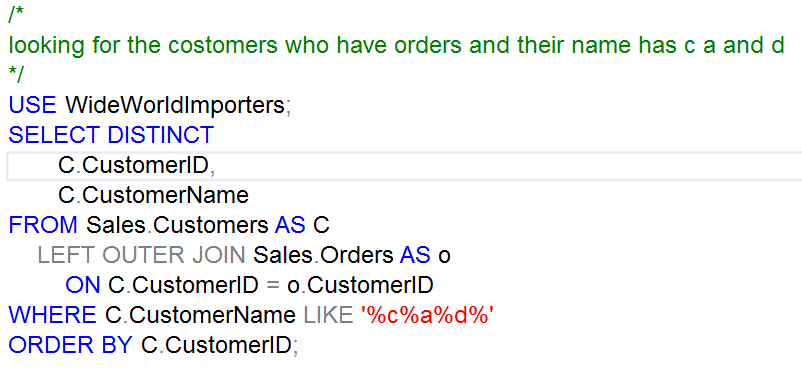 /*
looking for the costomers who have orders and their name has c a and d
*/
USE WideWorldImporters;
SELECT DISTINCT
C.CustomerID,
C.CustomerName
FROM Sales.Customers AS C
LEFT OUTER JOIN Sales.Orders AS o
ON C.CustomerID = o.CustomerID
WHERE C.CustomerName LIKE '%c%a%d%'
ORDER BY C.CustomerID;